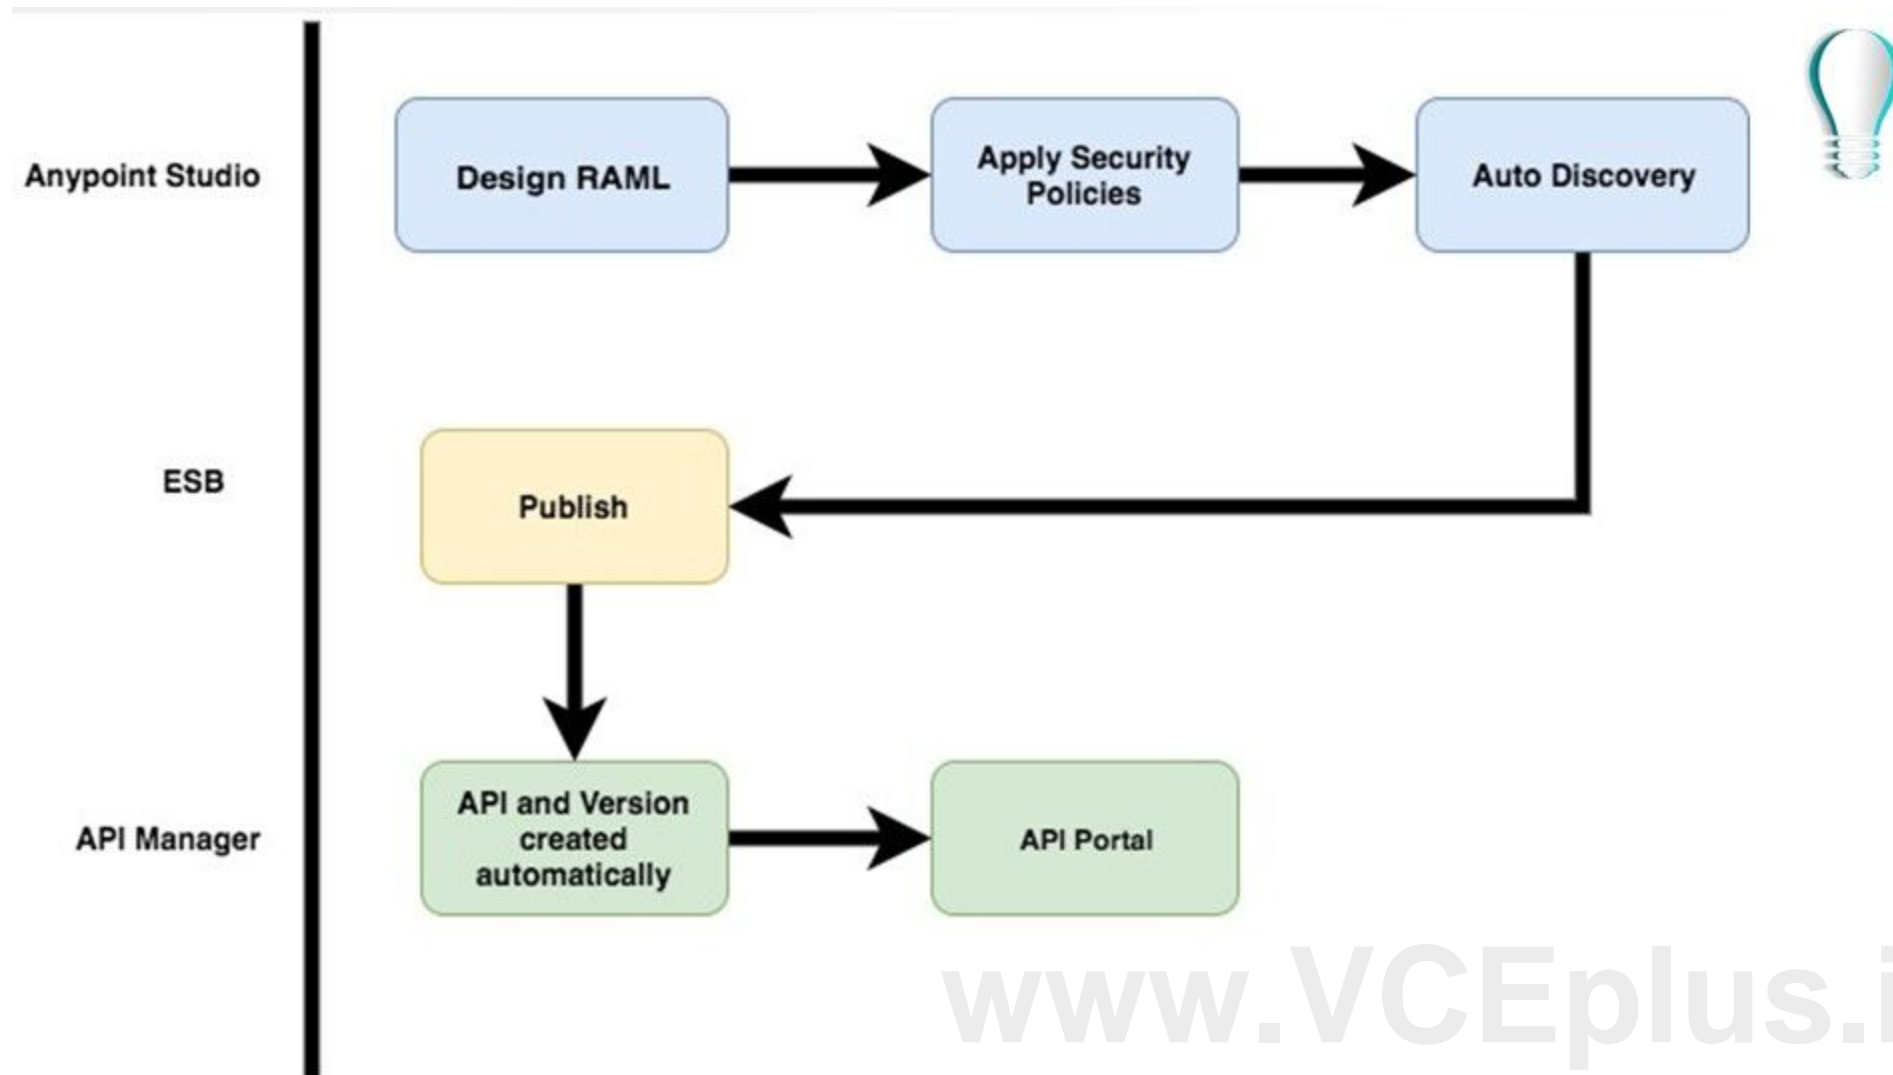 Anypoint Studio
Design RAML
Apply Security
Policies
Auto Discovery
ESB
Publish
API Manager
API and Version
created
automatically
API Portal
www.VCEplus.i